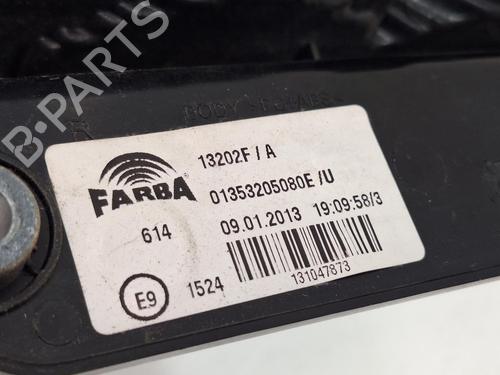 B-PARTS
FARBA
13202F / A
01353205080E /U
614
09.01.2013 19:09:58/3
E9
1524
131047873